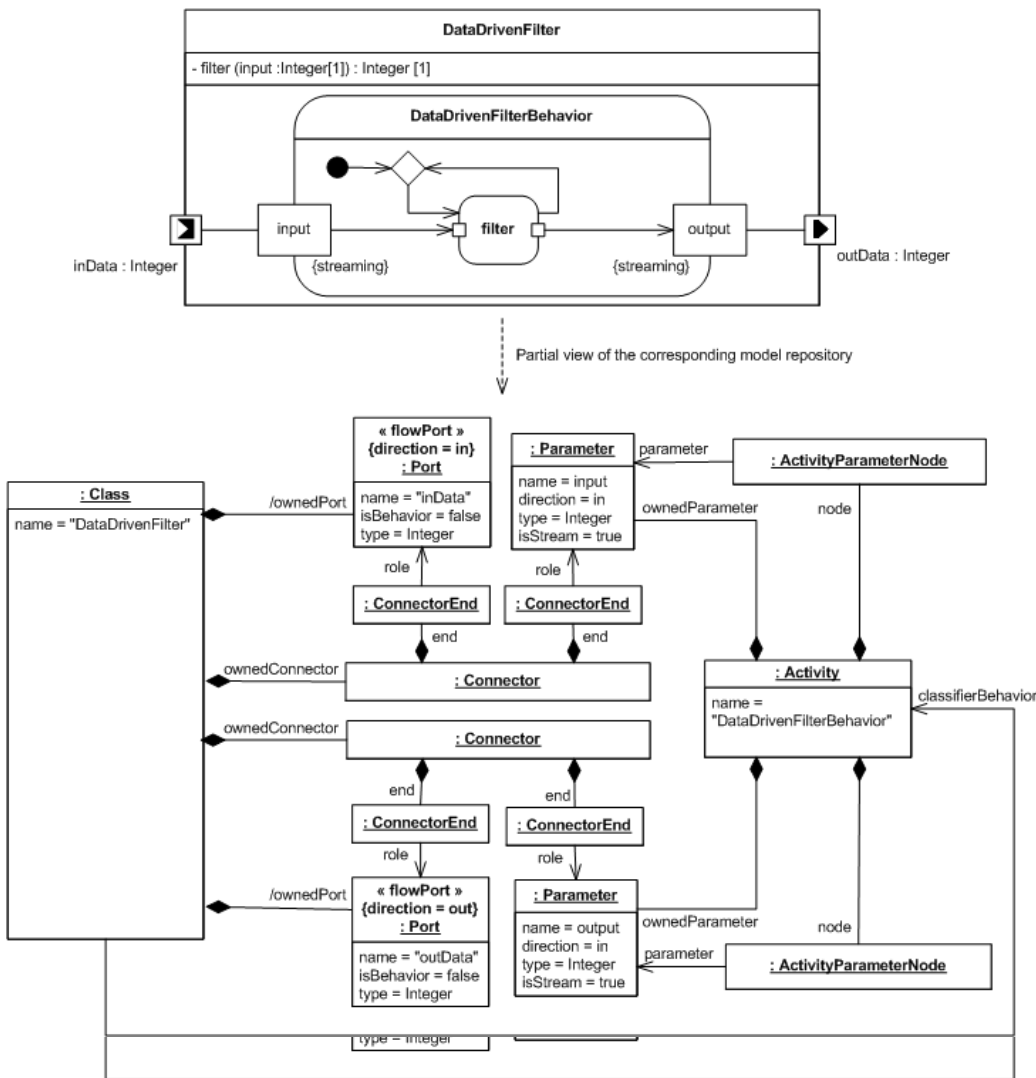 DataDrivenFilter
- filter (input :Integer[1]) : Integer [1]
DataDrivenFilterBehavior
input
filter
output
{streaming}
{streaming}
inData : Integer
outData : Integer
Partial view of the corresponding model repository
« flowPort »
{direction = in}
: Port
name = "inData"
isBehavior = false
type = Integer
: Parameter
name = input
direction = in
type = Integer
isStream = true
parameter
: ActivityParameterNode
: Class
name = "DataDrivenFilter"
/ownedPort
ownedParameter
node
role
role
: ConnectorEnd
: ConnectorEnd
end
end
ownedConnector
: Connector
: Activity
name =
"DataDrivenFilterBehavior"
classifierBehavior
ownedConnector
: Connector
end
end
: ConnectorEnd
: ConnectorEnd
role
role
/ownedPort
« flowPort »
{direction = out}
: Port
name = "outData"
isBehavior = false
type = Integer
: Parameter
name = output
direction = in
type = Integer
isStream = true
ownedParameter
parameter
node
: ActivityParameterNode
type = Integer